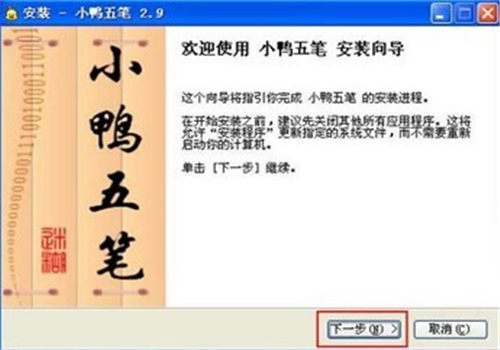 安装 - 小鸭五笔 2.9
小鸭五笔
欢迎使用 小鸭五笔 安装向导
这个向导将指引你完成 小鸭五笔 的安装进程。
在开始安装之前,建议先关闭其他所有应用程序。这将
允许“安装程序”更新指定的系统文件,而不需要重新
启动你的计算机。
单击 [下一步] 继续。
下一步(N) >
取消(C)